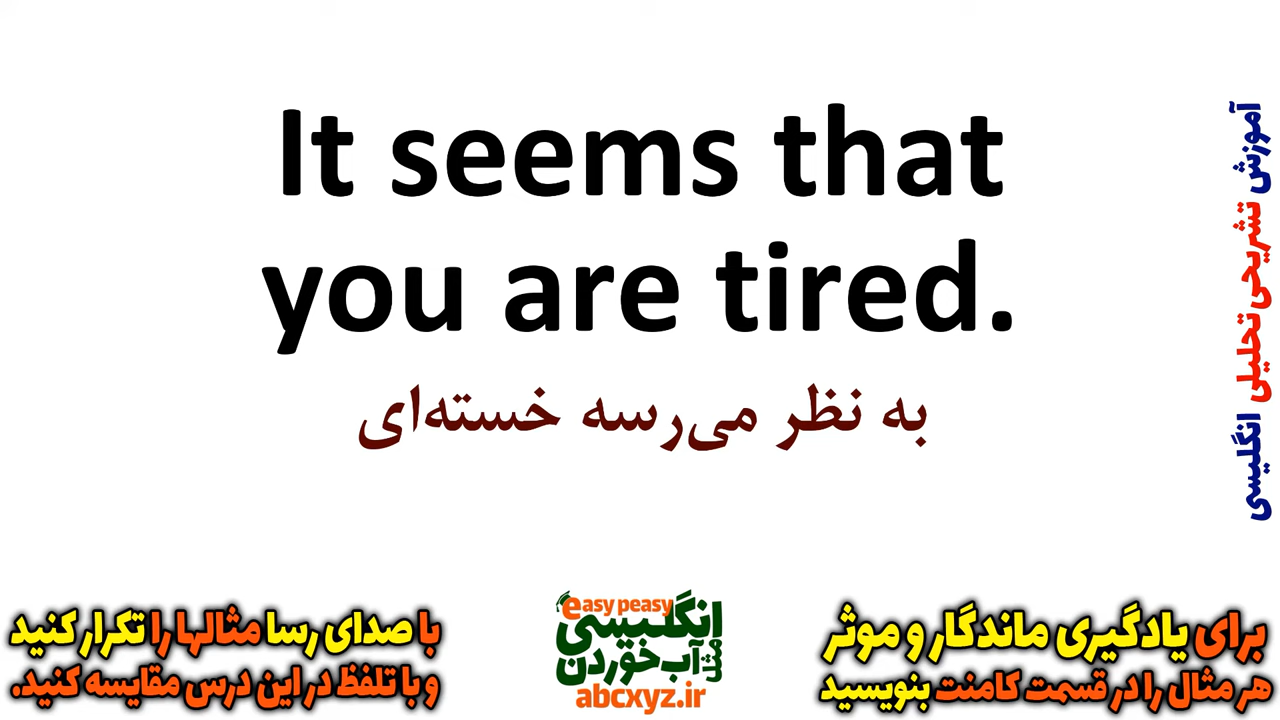 It seems that
you are tired.
به نظر می‌رسه خسته‌ای
آموزش تشریحی تحلیلی انگلیسی
برای یادگیری ماندگار و موثر
هر مثال را در قسمت کامنت بنویسید
easy peasy
انگلیسی
مثل آب خوردن
abcxyz.ir
با صدای رسا مثالها را تکرار کنید
و با تلفظ در این درس مقایسه کنید.